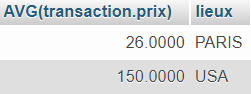 AVG(transaction.prix) lieux
26.0000 PARIS
150.0000 USA